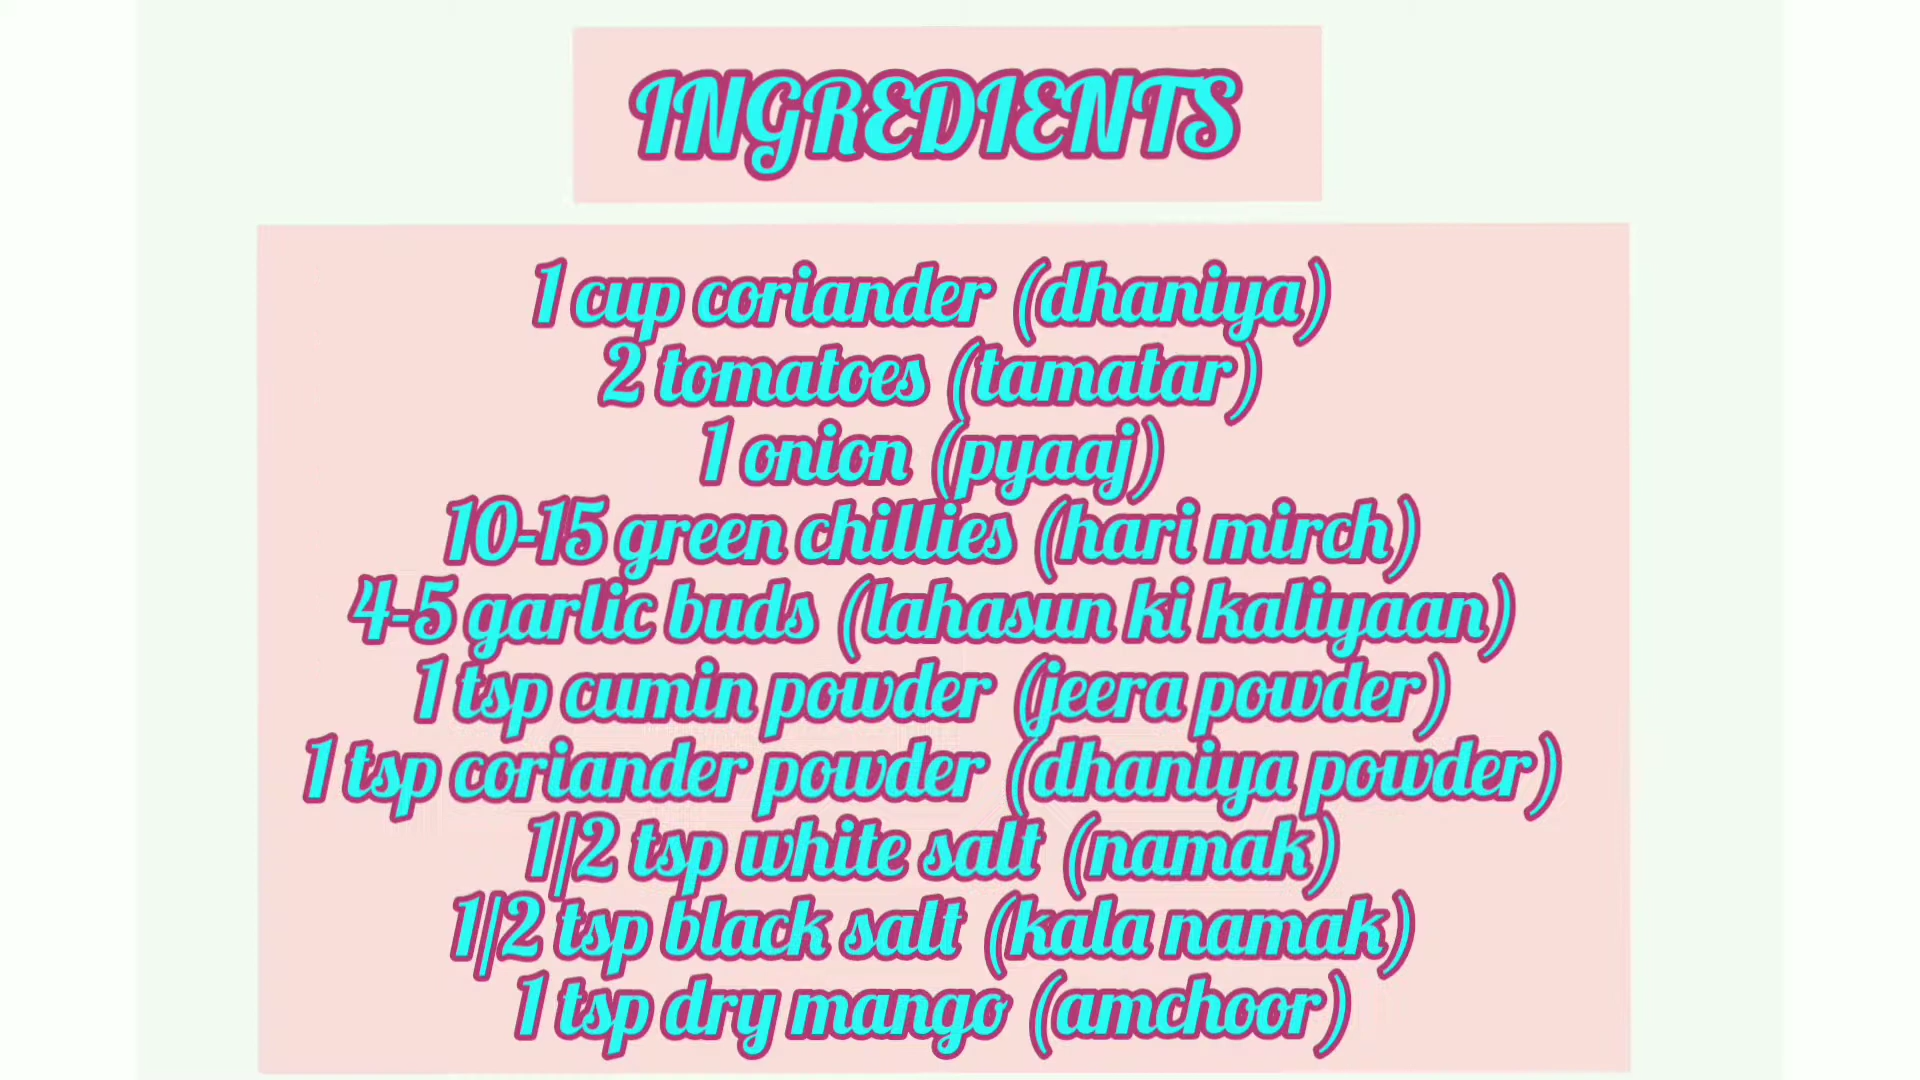 INGREDIENTS
1 cup coriander (dhaniya)
2 tomatoes (tamatar)
1 onion (pyaaj)
10-15 green chillies (hari mirch)
4-5 garlic buds (lahasun ki kaliyaan)
1 tsp cumin powder (jeera powder)
1 tsp coriander powder (dhaniya powder)
1/2 tsp white salt (namak)
1/2 tsp black salt (kala namak)
1 tsp dry mango (amchoor)